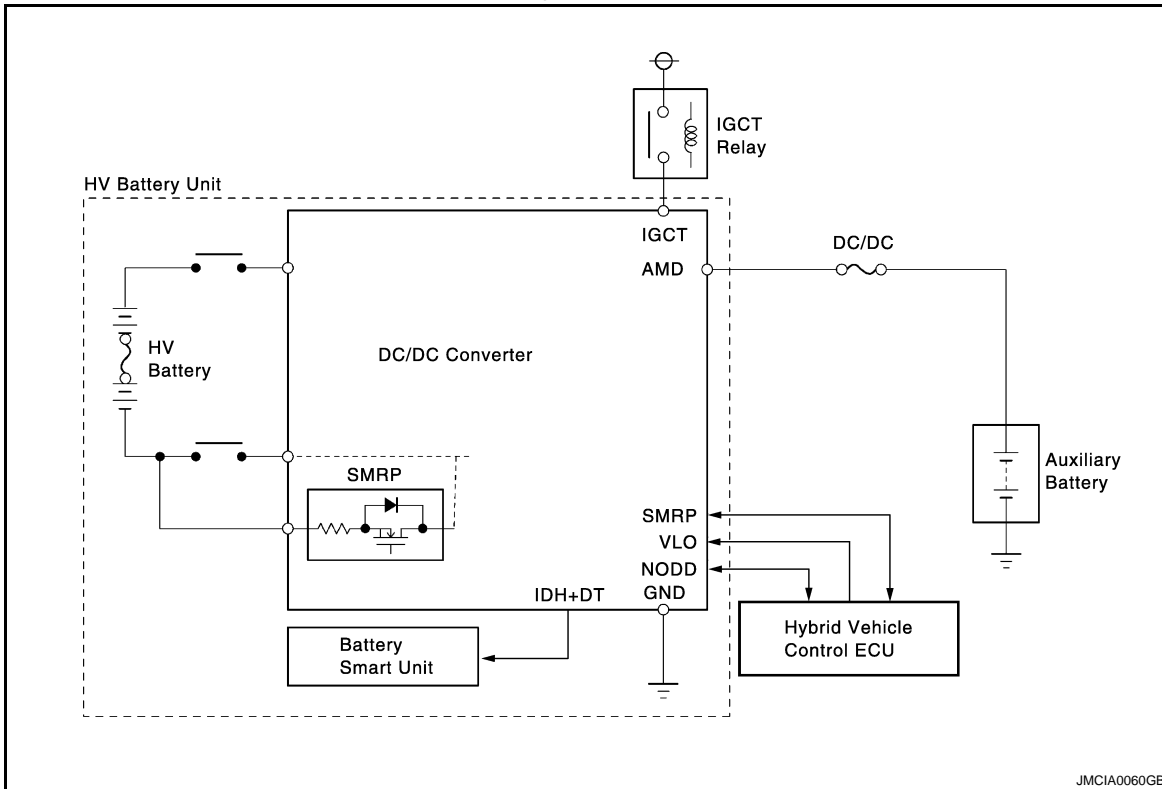 IGCT
Relay
HV Battery Unit
IGCT
DC/DC
AMD
HV
Battery
DC/DC Converter
Auxiliary
Battery
SMRP
SMRP
VLO
NODD
IDH+DT
GND
Hybrid Vehicle
Control ECU
Battery
Smart Unit
JMCIA0060GB